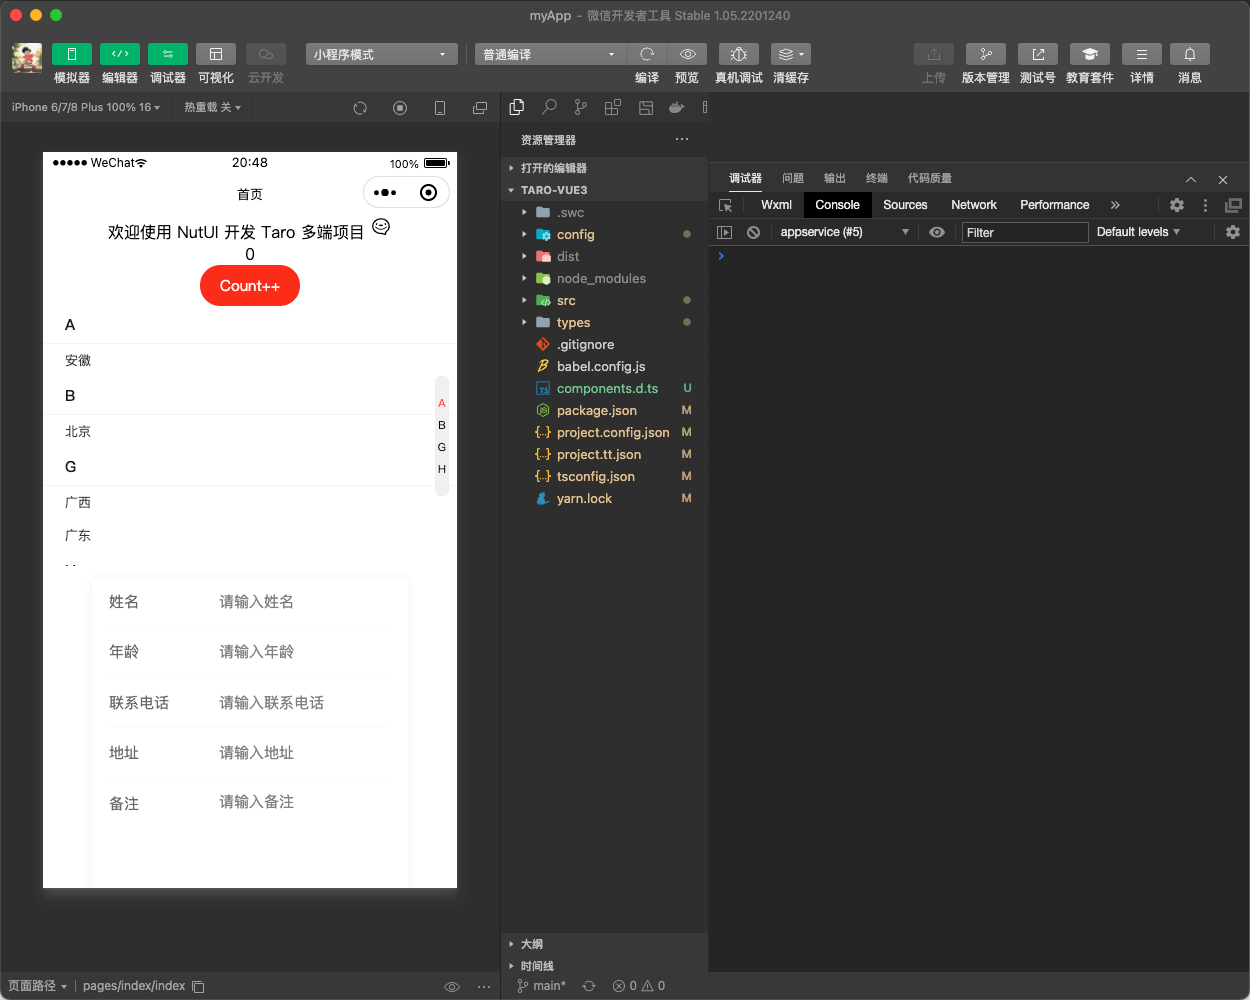 myApp - 微信开发者工具 Stable 1.05.2201240
模拟器 编辑器 调试器 可视化 云开发
小程序模式
普通编译
编译 预览 真机调试 清缓存
上传 版本管理 测试号 教育套件 详情 消息
iPhone 6/7/8 Plus 100% 16
热重载 关
WeChat
20:48
100%
首页
欢迎使用 NutUI 开发 Taro 多端项目
0
Count++
A
安徽
B
北京
G
广西
广东
A
B
G
H
姓名 请输入姓名
年龄 请输入年龄
联系电话 请输入联系电话
地址 请输入地址
备注 请输入备注
页面路径
pages/index/index
资源管理器
打开的编辑器
TARO-VUE3
.swc
config
dist
node_modules
src
types
.gitignore
babel.config.js
components.d.ts U
package.json M
project.config.json M
project.tt.json M
tsconfig.json M
yarn.lock M
大纲
时间线
main*
0
0
调试器 问题 输出 终端 代码质量
Wxml Console Sources Network Performance
appservice (#5)
Filter
Default levels